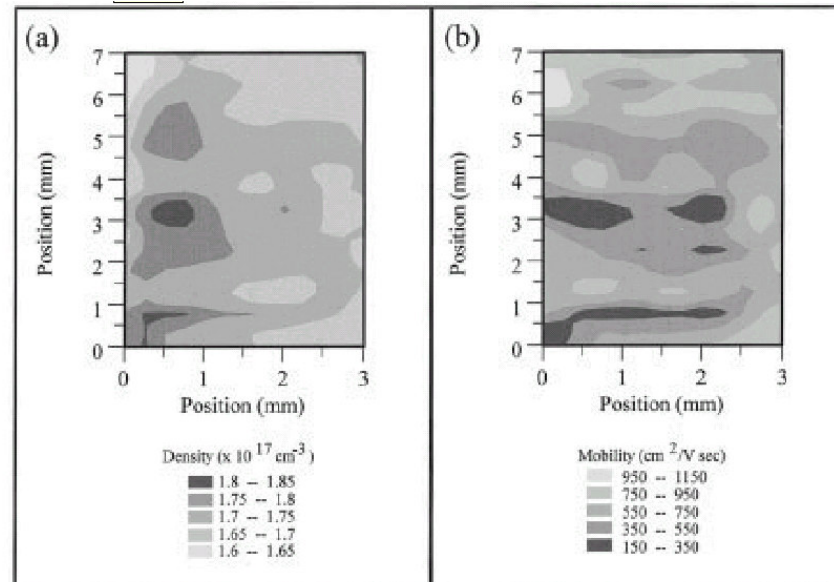 (a)
7
6
5
4
3
2
1
0
Position (mm)
0 1 2 3
Position (mm)
Density (x 10 17 cm-3 )
1.8 -- 1.85
1.75 -- 1.8
1.7 -- 1.75
1.65 -- 1.7
1.6 -- 1.65
(b)
7
6
5
4
3
2
1
0
Position (mm)
0 1 2 3
Position (mm)
Mobility (cm 2/V sec)
950 -- 1150
750 -- 950
550 -- 750
350 -- 550
150 -- 350